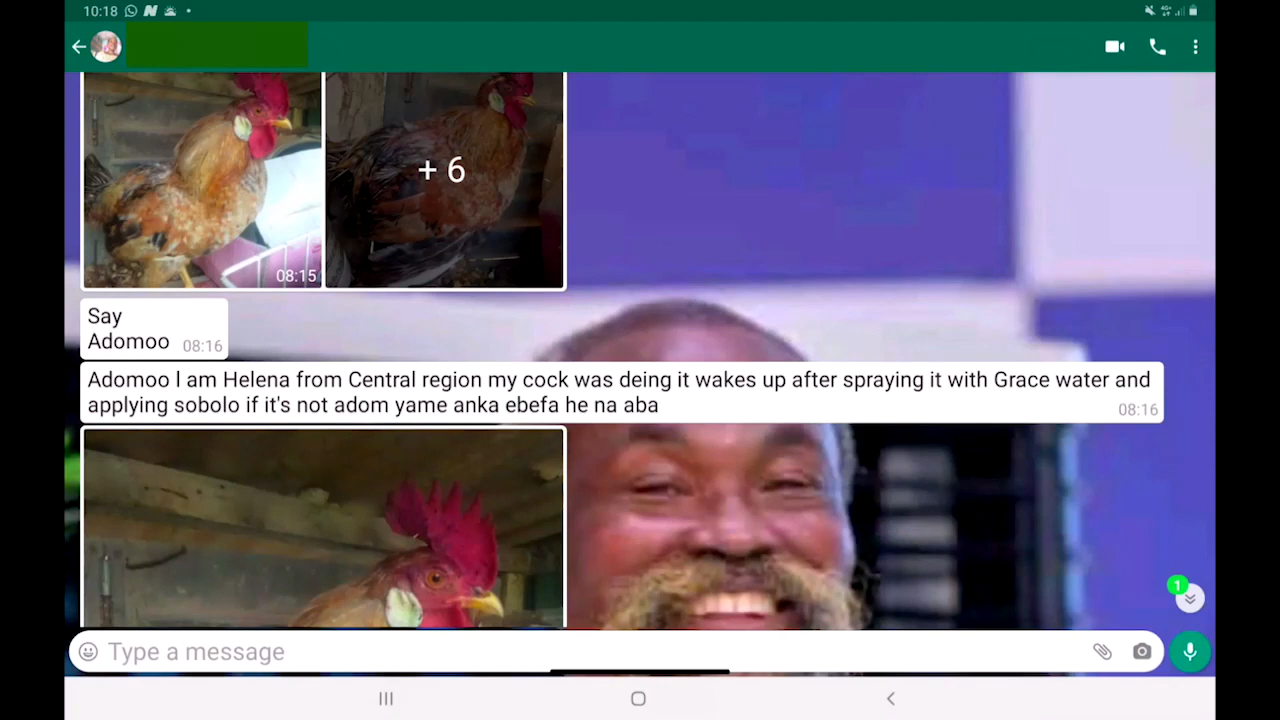 10:18
4G+
+ 6
08:15
Say
Adomoo 08:16
Adomoo I am Helena from Central region my cock was deing it wakes up after spraying it with Grace water and
applying sobolo if it's not adom yame anka ebefa he na aba
08:16
1
Type a message